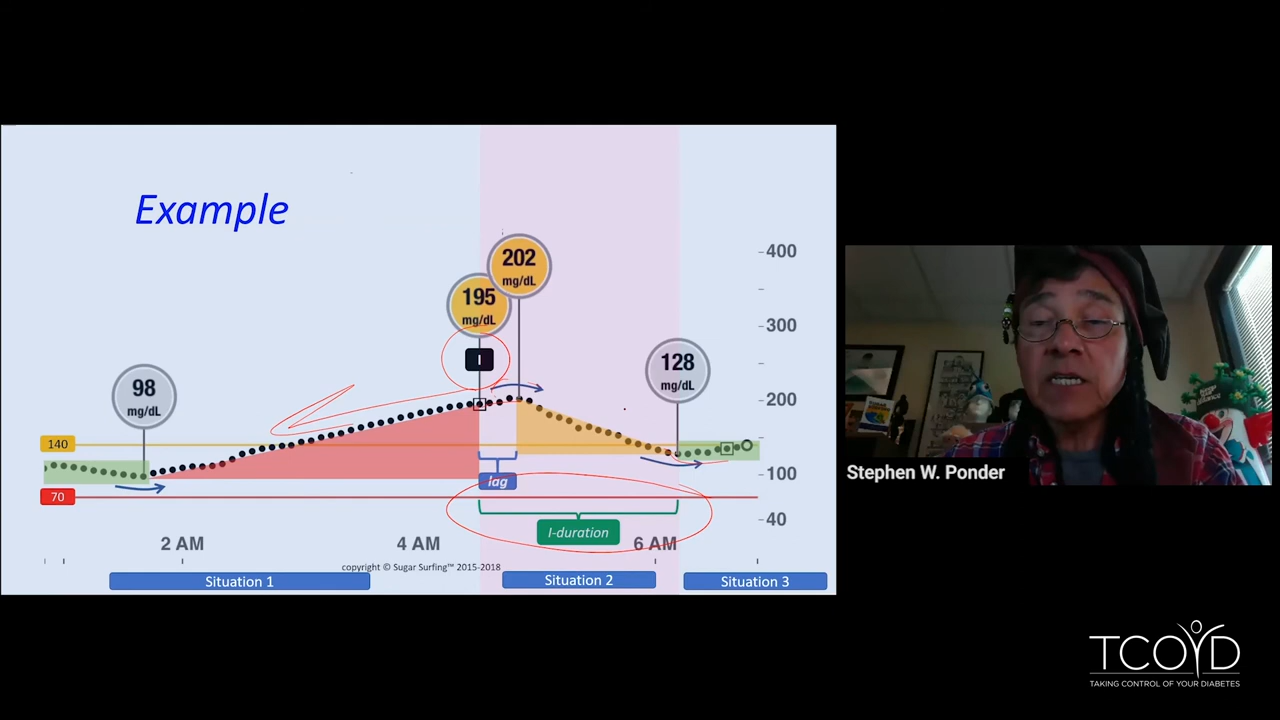 Example
400
300
200
100
40
202
mg/dL
195
mg/dL
I
128
mg/dL
98
mg/dL
140
70
lag
I-duration
2 AM
4 AM
6 AM
copyright © Sugar Surfing™ 2015-2018
Situation 1
Situation 2
Situation 3
Stephen W. Ponder
TCOYD
TAKING CONTROL OF YOUR DIABETES